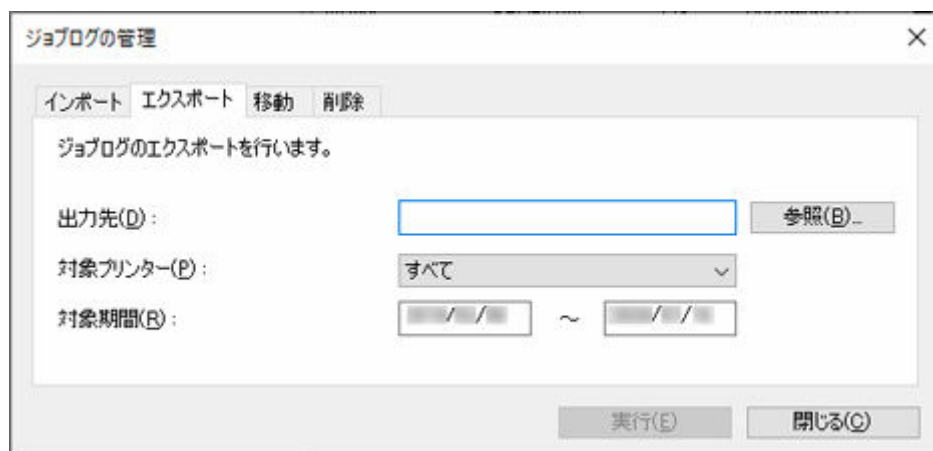 ジョブログの管理
インポート エクスポート 移動 削除
ジョブログのエクスポートを行います。
出力先(D): 参照(B)...
対象プリンター(P): すべて
対象期間(R): / / ～ / /
実行(E) 閉じる(C)